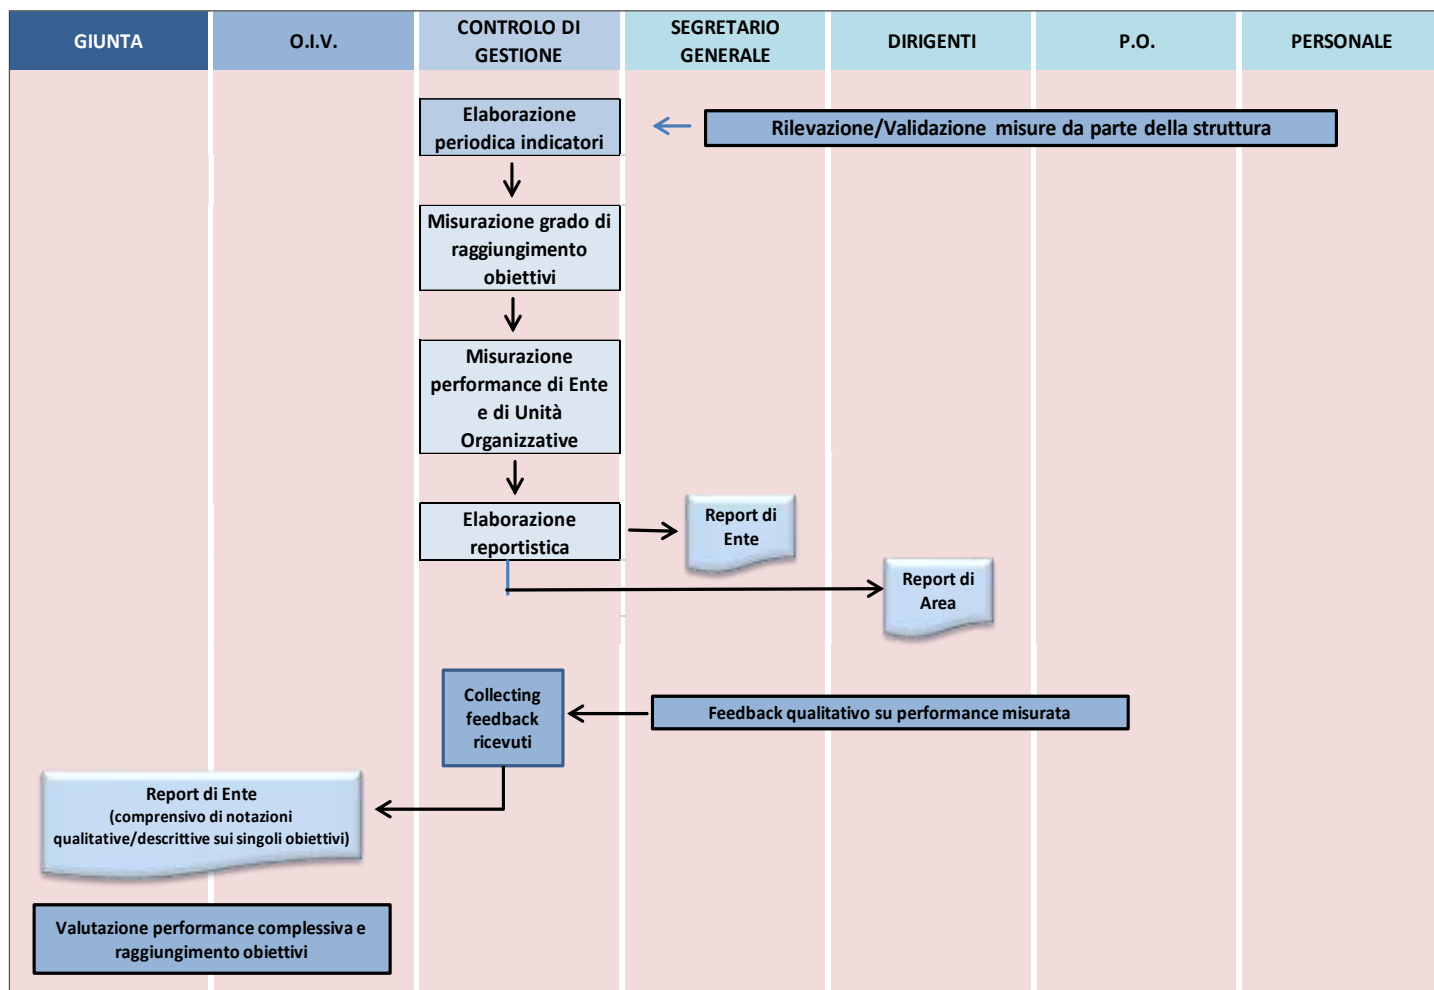 GIUNTA
O.I.V.
CONTROLO DI
GESTIONE
SEGRETARIO
GENERALE
DIRIGENTI
P.O.
PERSONALE
Elaborazione
periodica indicatori
Rilevazione/Validazione misure da parte della struttura
Misurazione grado di
raggiungimento
obiettivi
Misurazione
performance di Ente
e di Unità
Organizzative
Elaborazione
reportistica
Report di
Ente
Report di
Area
Collecting
feedback
ricevuti
Feedback qualitativo su performance misurata
Report di Ente
(comprensivo di notazioni
qualitative/descrittive sui singoli obiettivi)
Valutazione performance complessiva e
raggiungimento obiettivi